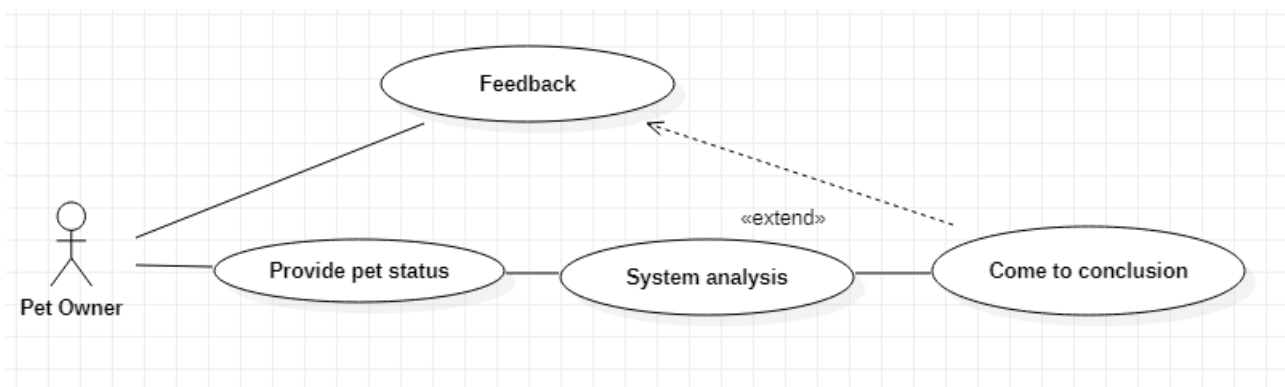 Feedback
«extend»
Provide pet status
System analysis
Come to conclusion
Pet Owner